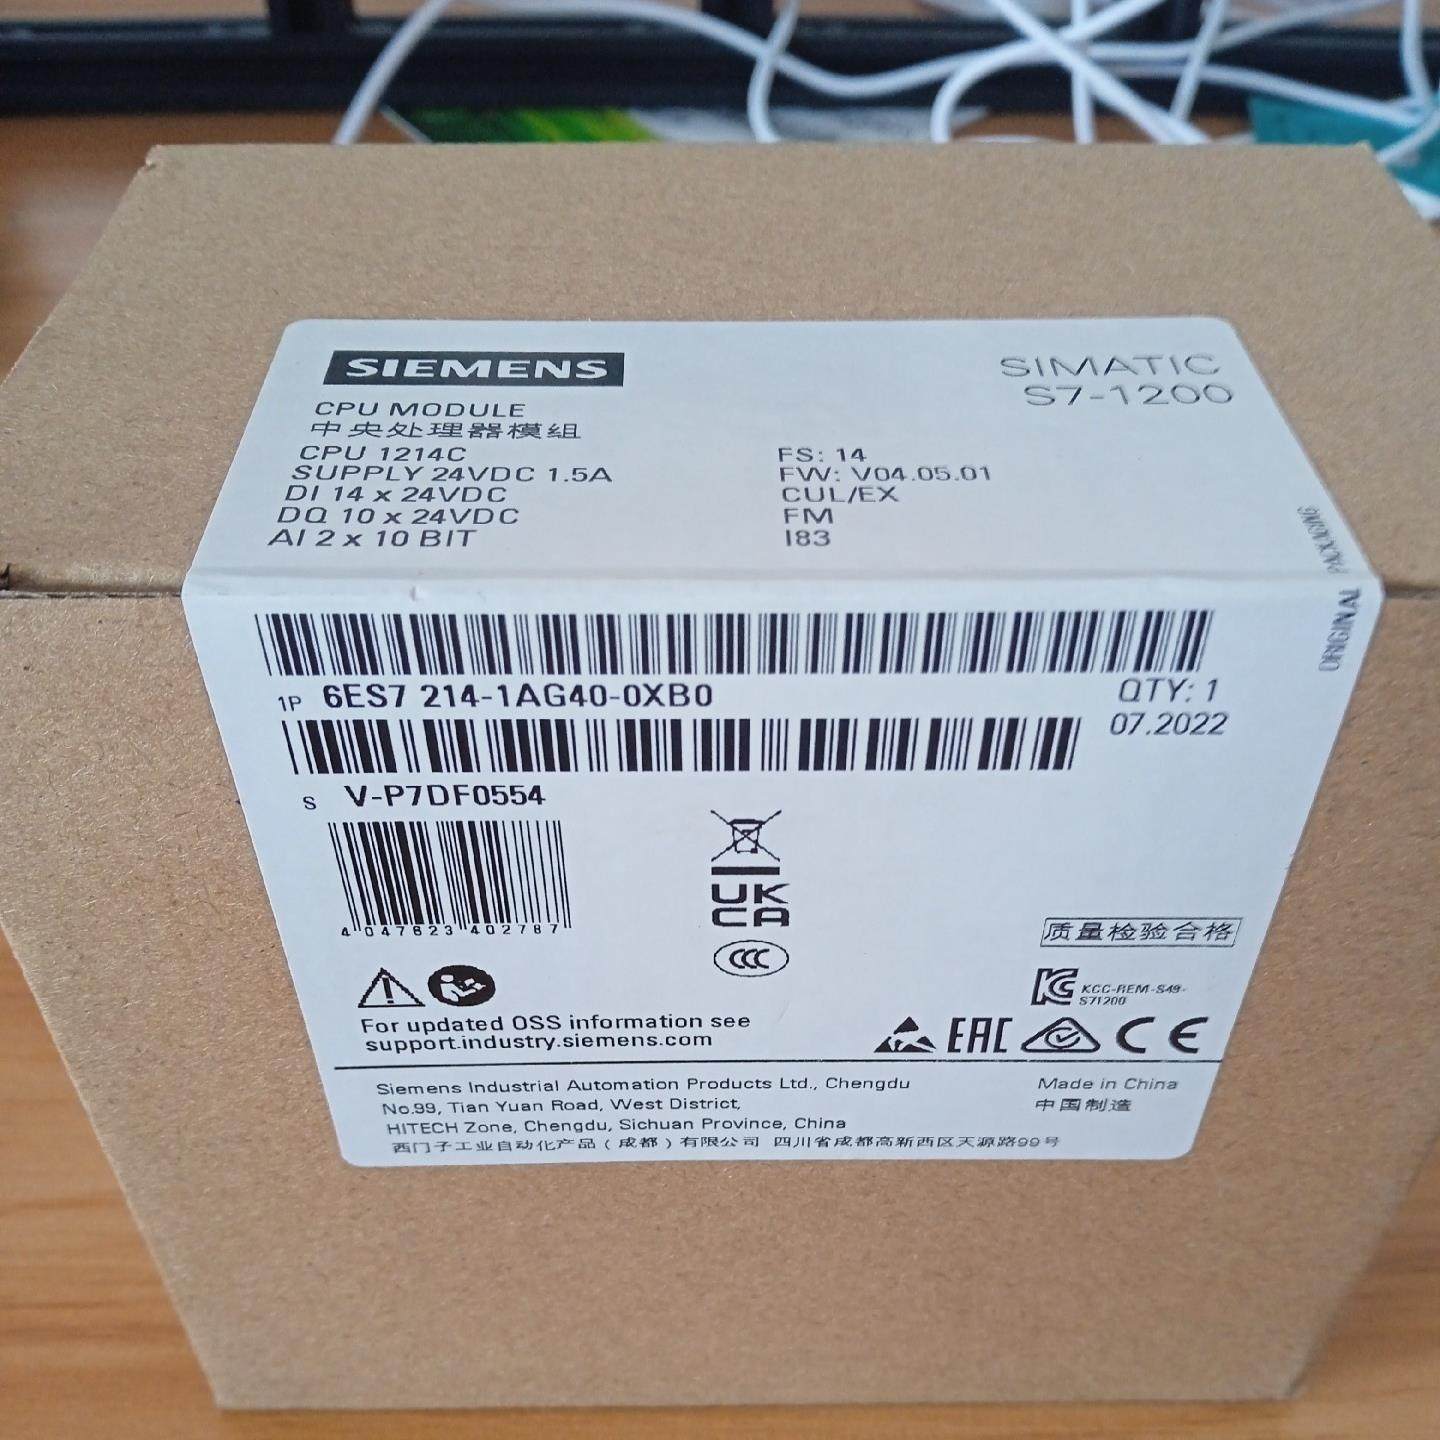 SIEMENS
SIMATIC
S7-1200
CPU MODULE
中央处理器模组
CPU 1214C
SUPPLY 24VDC 1.5A
DI 14 x 24VDC
DQ 10 x 24VDC
AI 2 x 10 BIT
FS: 14
FW: V04.05.01
CUL/EX
FM
I83
ORIGINAL PACKAGING
1P 6ES7 214-1AG40-0XB0
QTY: 1
07.2022
S V-P7DF0554
4 047623 402787
UK
CA
CCC
质量检验合格
KCC-REM-S49-
S71200
For updated OSS information see
support.industry.siemens.com
EAC
CE
Siemens Industrial Automation Products Ltd., Chengdu
No.99, Tian Yuan Road, West District,
HITECH Zone, Chengdu, Sichuan Province, China
西门子工业自动化产品（成都）有限公司 四川省成都高新西区天源路99号
Made in China
中国制造